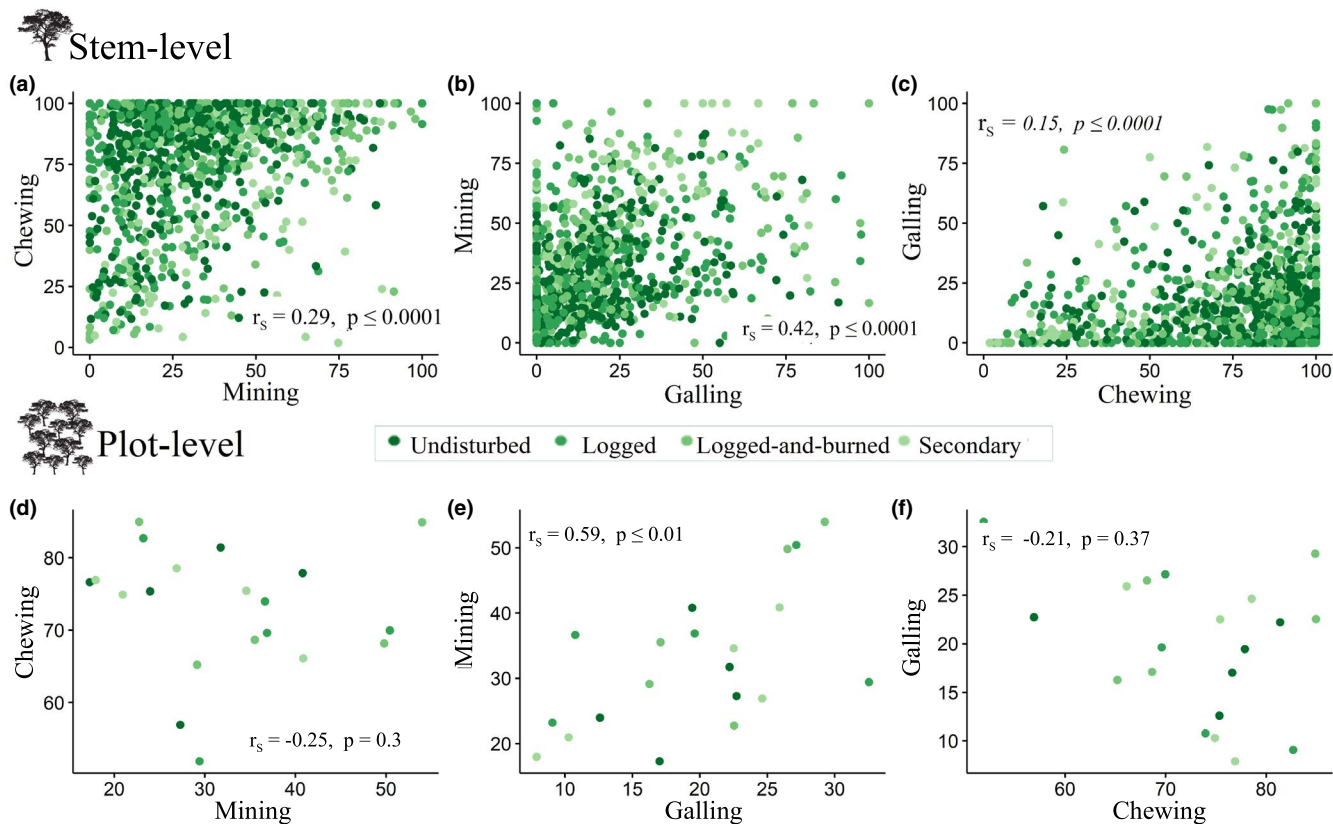 Stem-level
(a)
(b)
(c)
100
75
50
25
0
Chewing
r_S = 0.29, p ≤ 0.0001
0 25 50 75 100
Mining
100
75
50
25
0
Mining
r_S = 0.42, p ≤ 0.0001
0 25 50 75 100
Galling
100
75
50
25
0
Galling
r_S = 0.15, p ≤ 0.0001
0 25 50 75 100
Chewing
Plot-level
Undisturbed Logged Logged-and-burned Secondary
(d)
(e)
(f)
80
70
60
Chewing
r_S = -0.25, p = 0.3
20 30 40 50
Mining
r_S = 0.59, p ≤ 0.01
50
40
30
20
Mining
10 15 20 25 30
Galling
r_S = -0.21, p = 0.37
30
25
20
15
10
Galling
60 70 80
Chewing